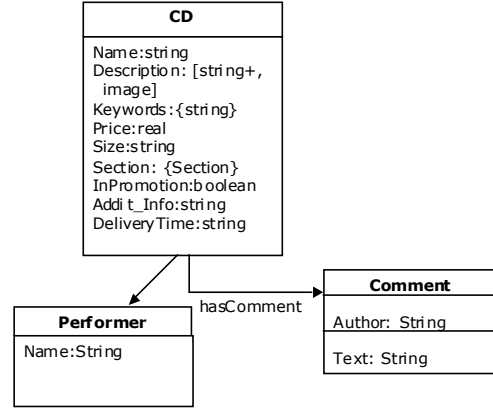 CD
Name:string
Description: [string+,
image]
Keywords:{string}
Price:real
Size:string
Section: {Section}
InPromotion:boolean
Addit_Info:string
DeliveryTime:string
hasComment
Performer
Name:String
Comment
Author: String
Text: String